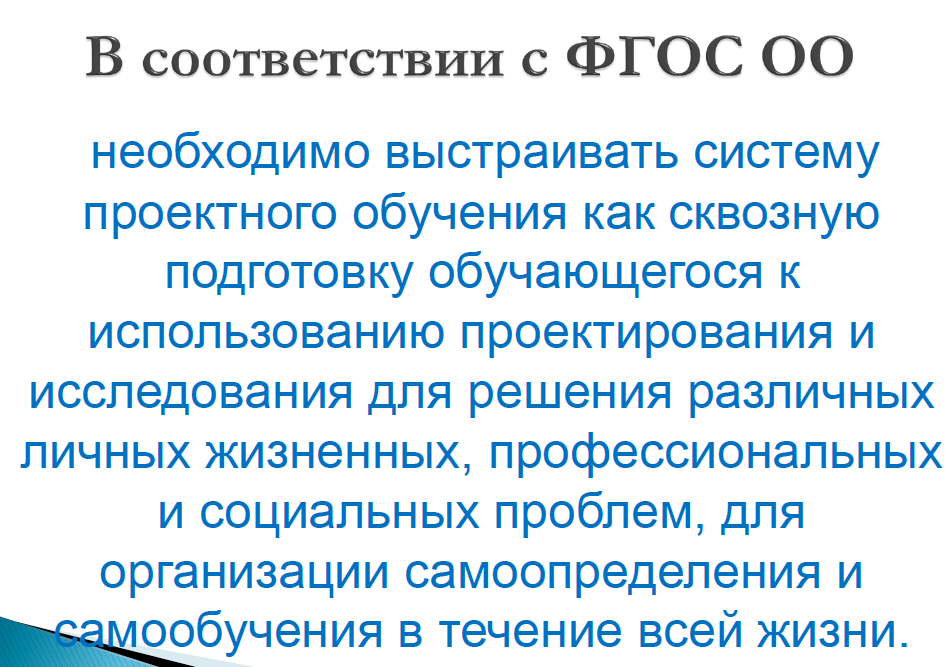 В соответствии с ФГОС ОО
необходимо выстраивать систему
проектного обучения как сквозную
подготовку обучающегося к
использованию проектирования и
исследования для решения различных
личных жизненных, профессиональных
и социальных проблем, для
организации самоопределения и
самообучения в течение всей жизни.